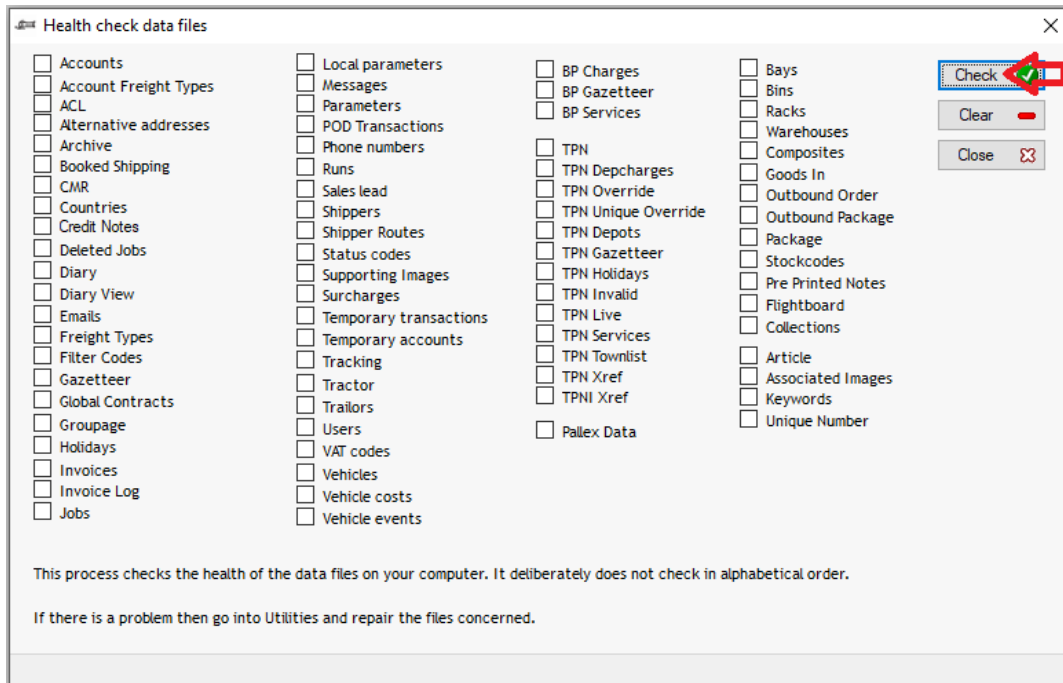 Health check data files
Accounts
Account Freight Types
ACL
Alternative addresses
Archive
Booked Shipping
CMR
Countries
Credit Notes
Deleted Jobs
Diary
Diary View
Emails
Freight Types
Filter Codes
Gazetteer
Global Contracts
Groupage
Holidays
Invoices
Invoice Log
Jobs
Local parameters
Messages
Parameters
POD Transactions
Phone numbers
Runs
Sales lead
Shippers
Shipper Routes
Status codes
Supporting Images
Surcharges
Temporary transactions
Temporary accounts
Tracking
Tractor
Trailors
Users
VAT codes
Vehicles
Vehicle costs
Vehicle events
BP Charges
BP Gazetteer
BP Services
TPN
TPN Depcharges
TPN Override
TPN Unique Override
TPN Depots
TPN Gazetteer
TPN Holidays
TPN Invalid
TPN Live
TPN Services
TPN Townlist
TPN Xref
TPNI Xref
Pallex Data
Bays
Bins
Racks
Warehouses
Composites
Goods In
Outbound Order
Outbound Package
Package
Stockcodes
Pre Printed Notes
Flightboard
Collections
Article
Associated Images
Keywords
Unique Number
Check
Clear
Close
This process checks the health of the data files on your computer. It deliberately does not check in alphabetical order.
If there is a problem then go into Utilities and repair the files concerned.